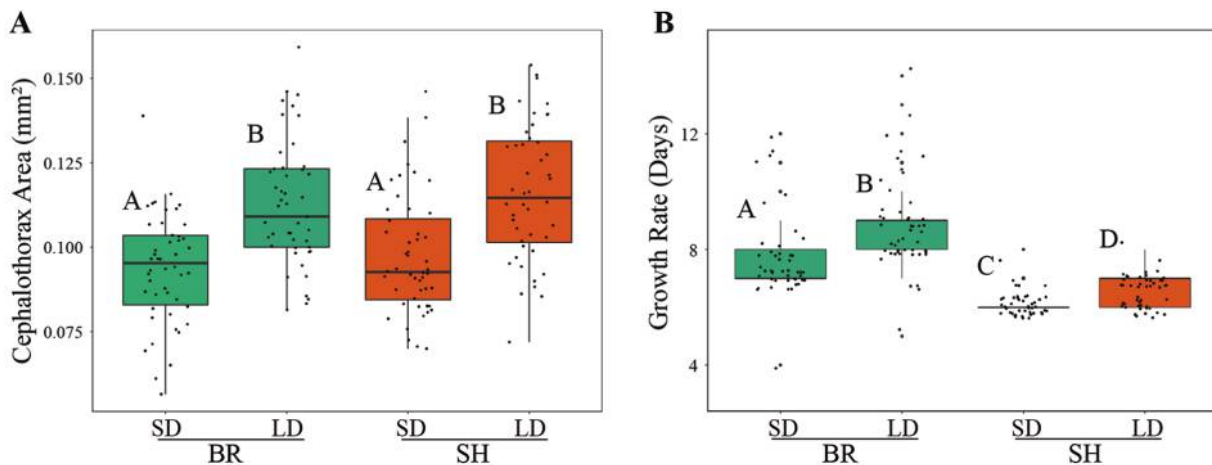 A
Cephalothorax Area (mm²)
0.150
0.125
0.100
0.075
A
B
A
B
SD
LD
SD
LD
BR
SH
B
Growth Rate (Days)
12
8
4
A
B
C
D
SD
LD
SD
LD
BR
SH